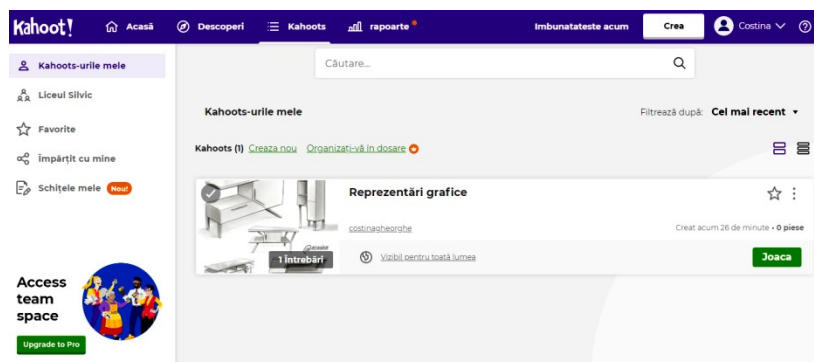 Kahoot!
Acasă
Descoperi
Kahoots
rapoarte
Imbunatateste acum
Crea
Costina
Kahoots-urile mele
Liceul Silvic
Favorite
Împărțit cu mine
Schițele mele Nou!
Access
team
space
Upgrade to Pro
Căutare...
Kahoots-urile mele
Filtrează după: Cel mai recent
Kahoots (1) Creaza nou Organizați-vă în dosare
Reprezentări grafice
costinagheorghe
Creat acum 26 de minute • 0 piese
1 Întrebări
Vizibil pentru toată lumea
Joaca